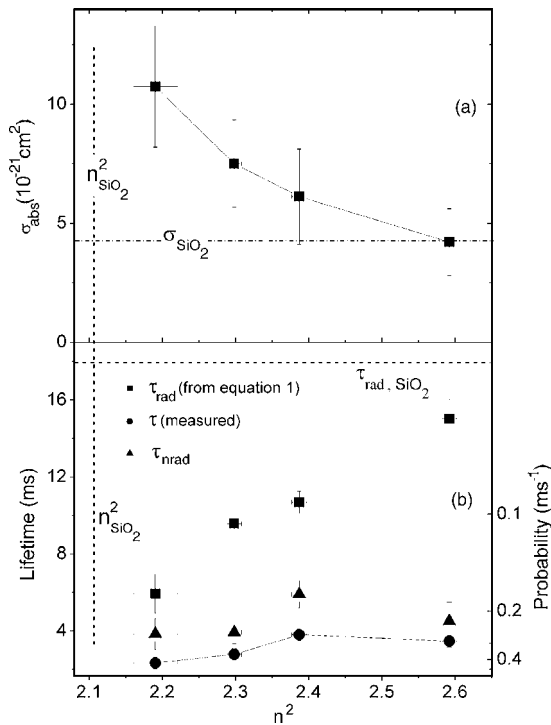 (a)
10
5
0
σabs(10⁻²¹cm²)
n²SiO₂
σSiO₂
τrad, SiO₂
■ τrad (from equation 1)
● τ (measured)
▲ τnrad
(b)
n²SiO₂
16
12
8
4
Lifetime (ms)
0.1
0.2
0.4
Probability (ms⁻¹)
2.1 2.2 2.3 2.4 2.5 2.6
n²